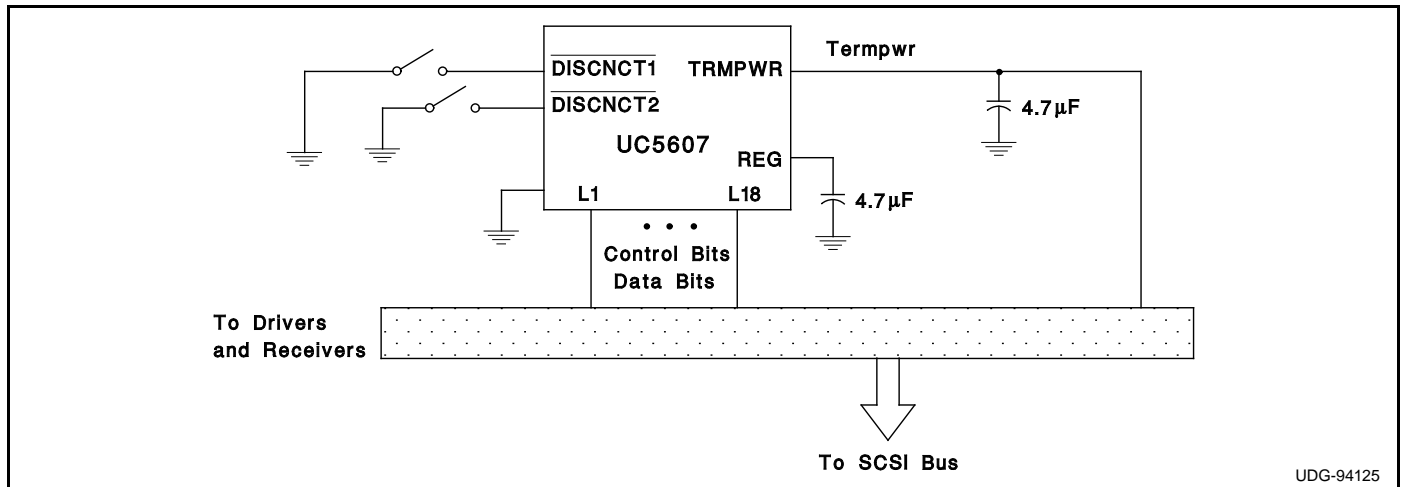 Termpwr
DISCNCT1 TRMPWR
DISCNCT2
4.7μF
UC5607
REG
L1 L18
4.7μF
• • •
Control Bits
Data Bits
To Drivers
and Receivers
To SCSI Bus
UDG-94125